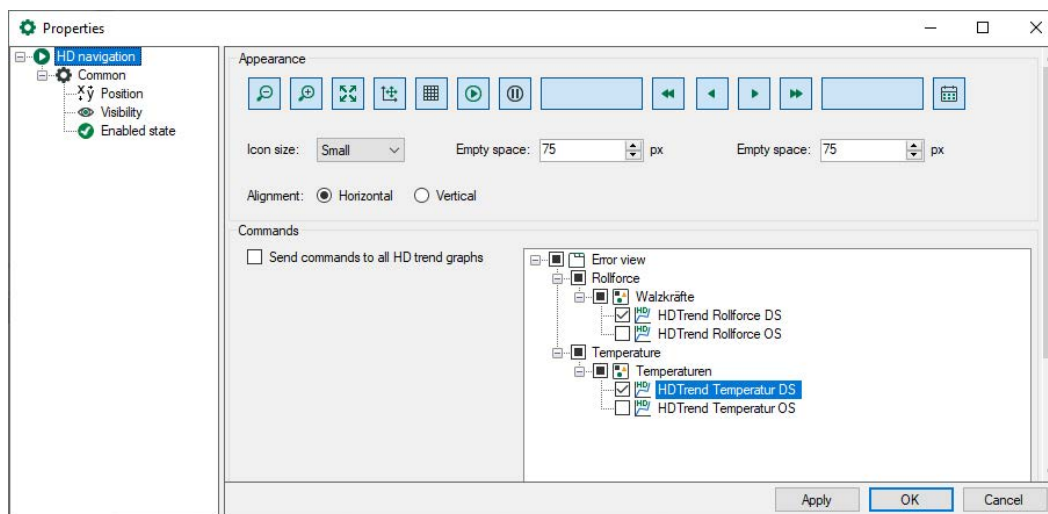 Properties
HD navigation
Common
Position
Visibility
Enabled state
Appearance
Icon size: Small Empty space: 75 px Empty space: 75 px
Alignment: Horizontal Vertical
Commands
Send commands to all HD trend graphs
Error view
Rollforce
Walzkräfte
HDTrend Rollforce DS
HDTrend Rollforce OS
Temperature
Temperaturen
HDTrend Temperatur DS
HDTrend Temperatur OS
Apply OK Cancel